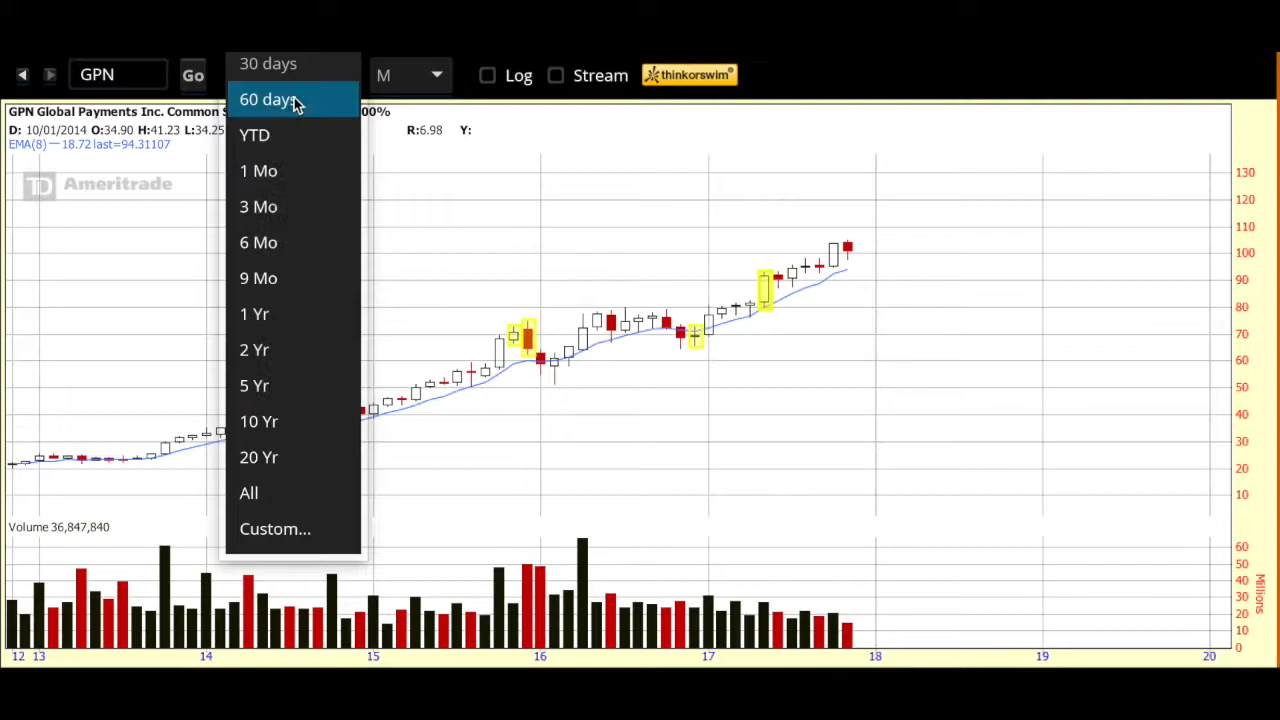 GPN Go 30 days M Log Stream thinkorswim®
60 days
GPN Global Payments Inc. Common 00%
D: 10/01/2014 O:34.90 H:41.23 L:34.25 R:6.98 Y:
EMA(8) — 18.72 last=94.31107
YTD
TD Ameritrade
1 Mo
3 Mo
6 Mo
9 Mo
1 Yr
2 Yr
5 Yr
10 Yr
20 Yr
All
Custom...
130
120
110
100
90
80
70
60
50
40
30
20
10
Volume 36,847,840
60
50
40
30
20
10
0
Millions
12 13 14 15 16 17 18 19 20